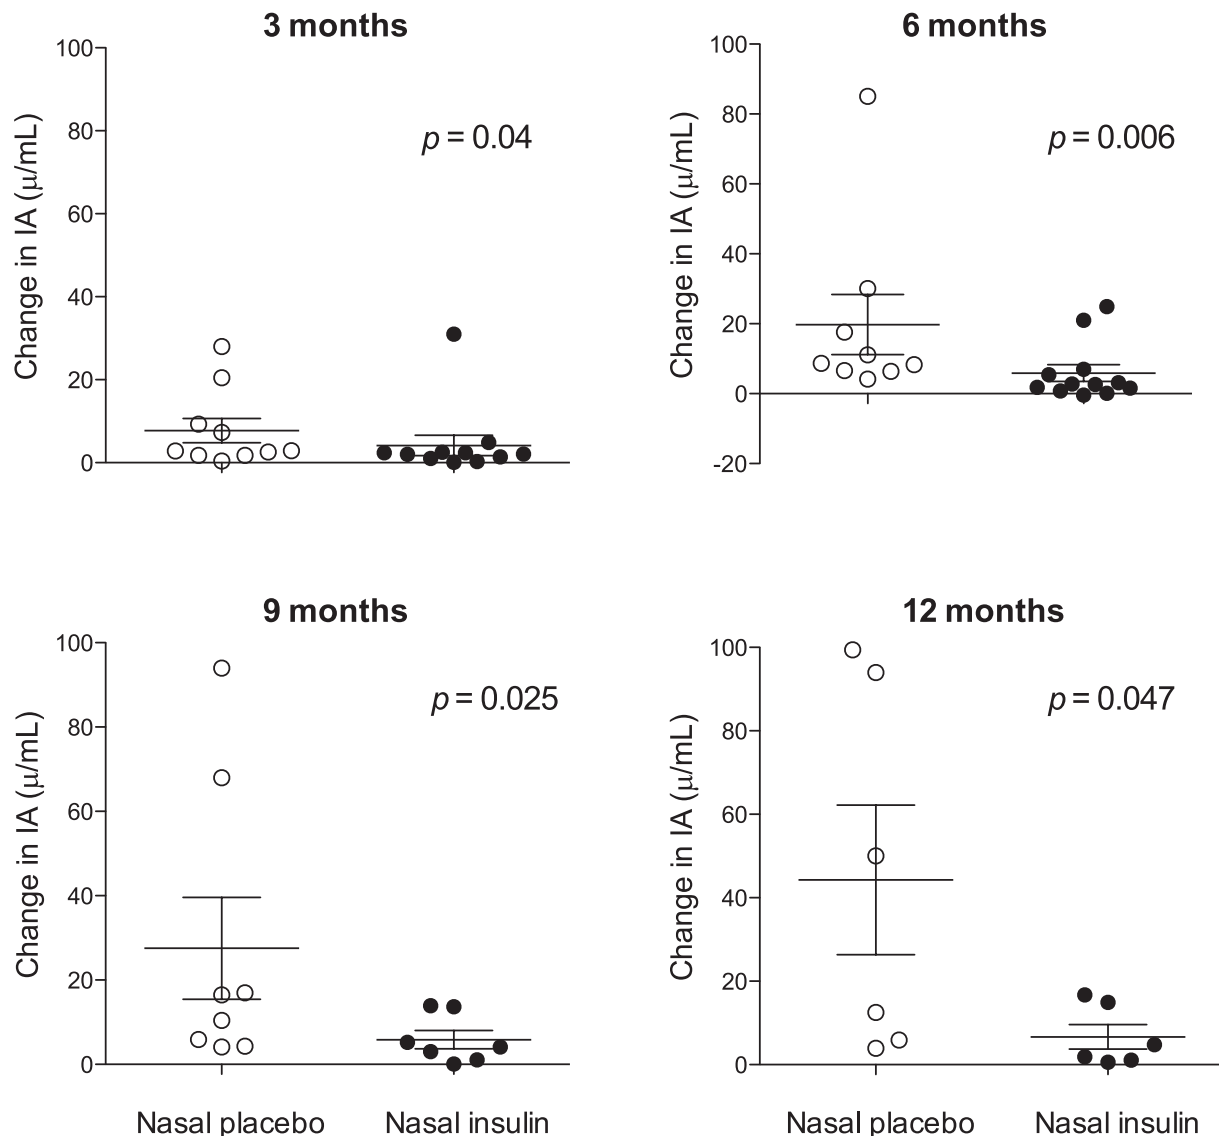 3 months
100
80
60
40
20
0
Change in IA (μ/mL)
p = 0.04
6 months
100
80
60
40
20
0
-20
Change in IA (μ/mL)
p = 0.006
9 months
100
80
60
40
20
0
Change in IA (μ/mL)
p = 0.025
Nasal placebo Nasal insulin
12 months
100
80
60
40
20
0
Change in IA (μ/mL)
p = 0.047
Nasal placebo Nasal insulin